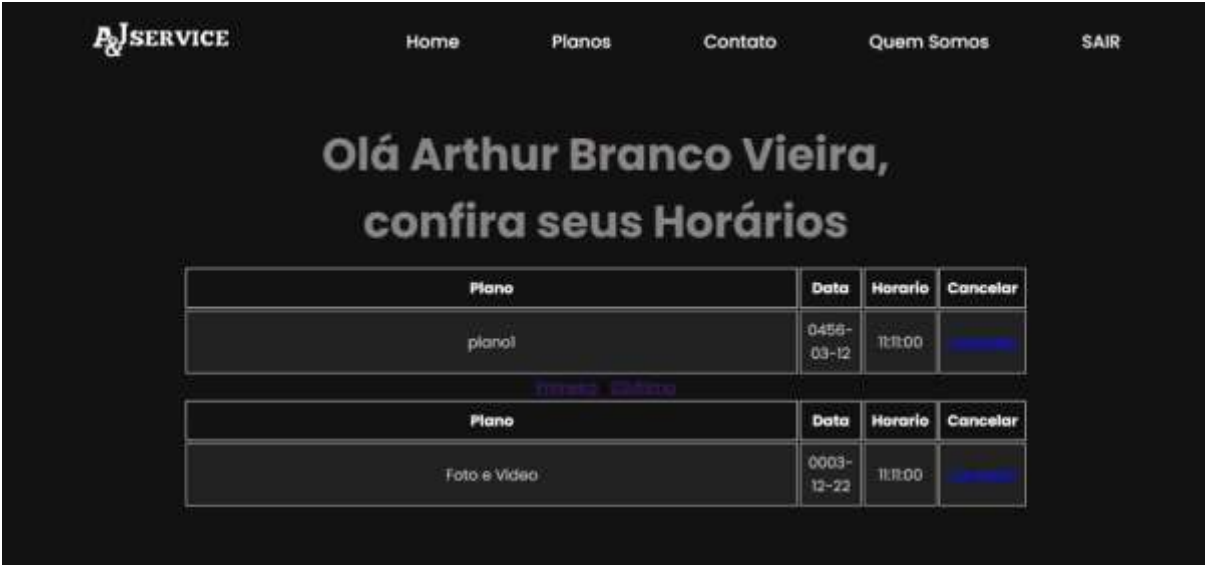 A&J SERVICE Home Planos Contato Quem Somos SAIR
Olá Arthur Branco Vieira,
confira seus Horários
Plano Data Horario Cancelar
plano1 0456-03-12 11:11:00
Plano Data Horario Cancelar
Foto e Video 0003-12-22 11:11:00